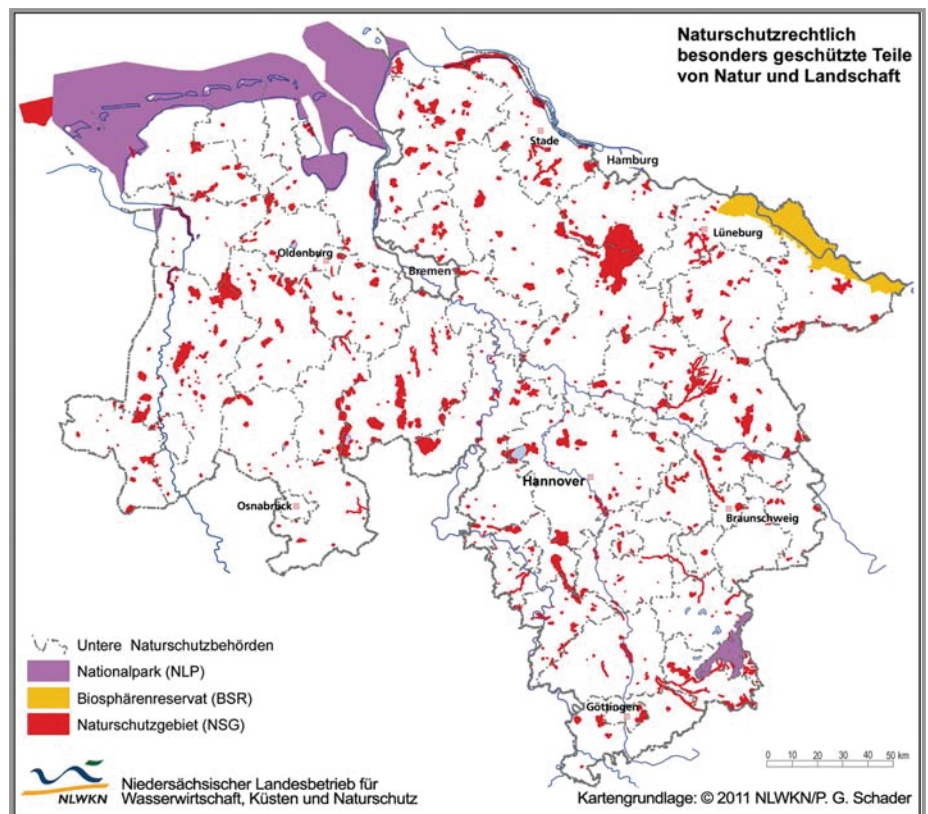 Naturschutzrechtlich
besonders geschützte Teile
von Natur und Landschaft
Stade
Hamburg
Lüneburg
Oldenburg
Bremen
Hannover
Osnabrück
Braunschweig
Göttingen
Untere Naturschutzbehörden
Nationalpark (NLP)
Biosphärenreservat (BSR)
Naturschutzgebiet (NSG)
0 10 20 30 40 50 km
NLWKN
Niedersächsischer Landesbetrieb für
Wasserwirtschaft, Küsten und Naturschutz
Kartengrundlage: © 2011 NLWKN/P. G. Schader